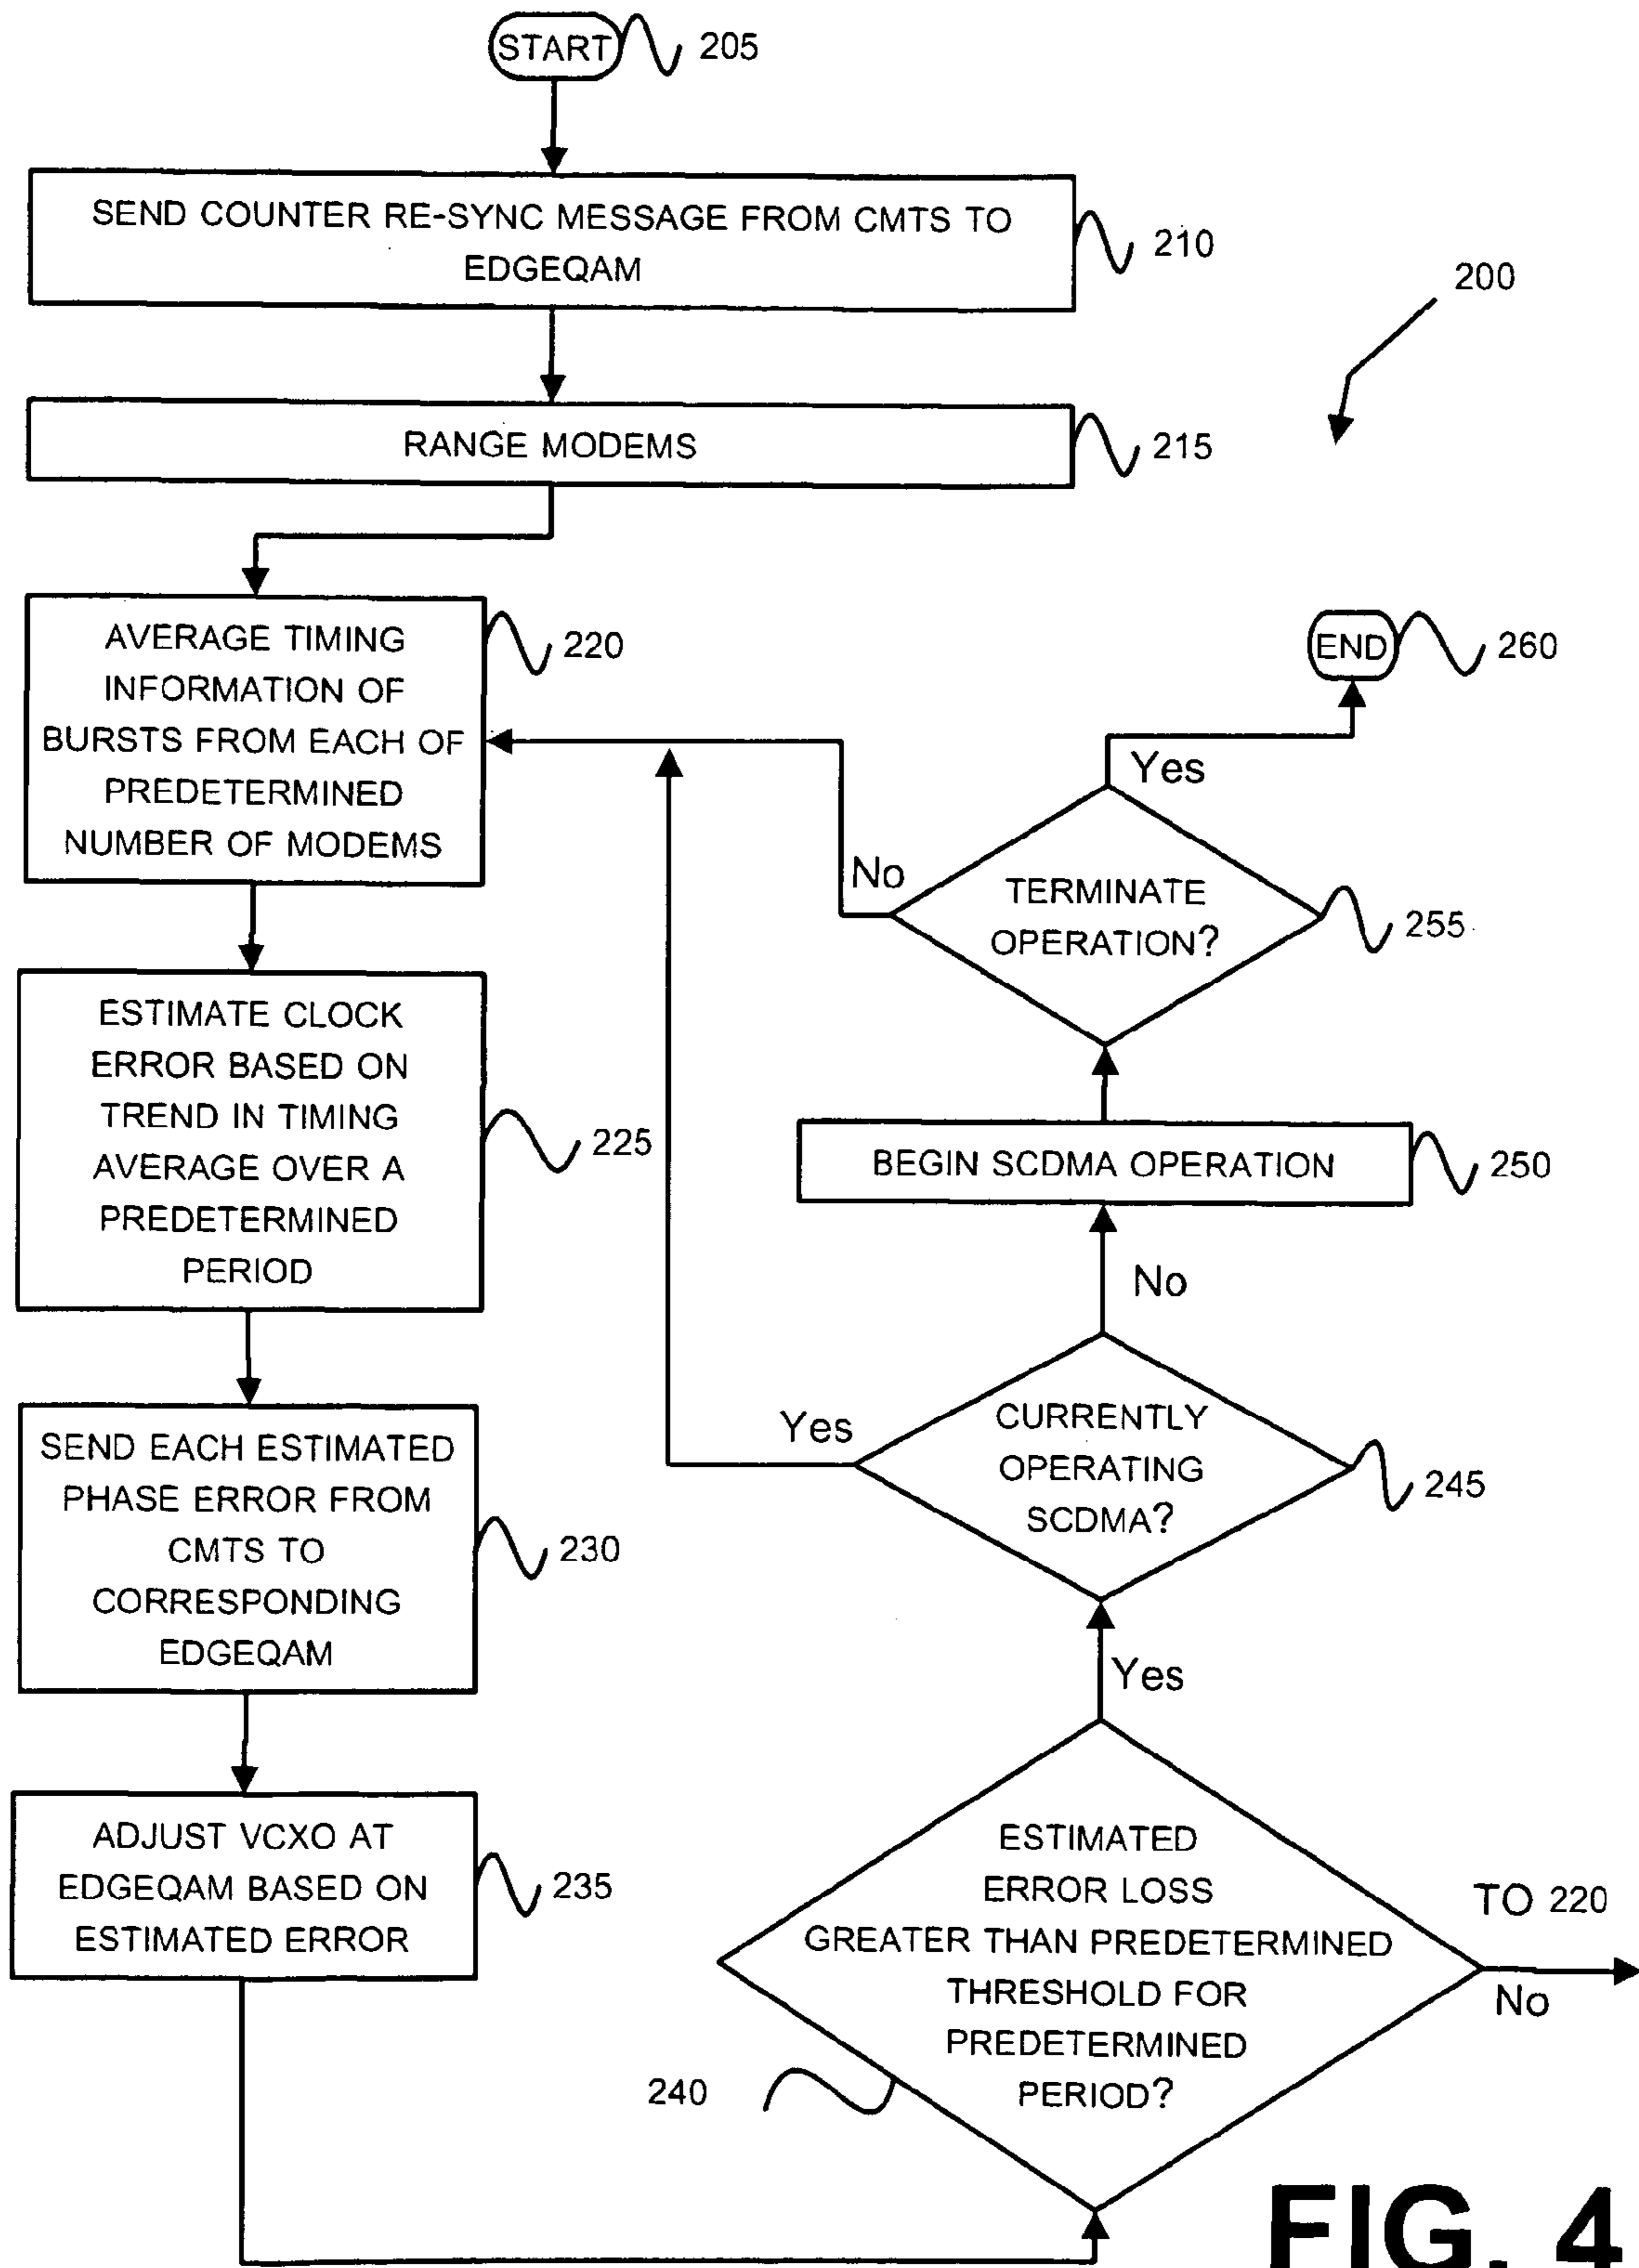 START
205
SEND COUNTER RE-SYNC MESSAGE FROM CMTS TO
EDGEQAM
210
200
RANGE MODEMS
215
AVERAGE TIMING
INFORMATION OF
BURSTS FROM EACH OF
PREDETERMINED
NUMBER OF MODEMS
220
ESTIMATE CLOCK
ERROR BASED ON
TREND IN TIMING
AVERAGE OVER A
PREDETERMINED
PERIOD
225
SEND EACH ESTIMATED
PHASE ERROR FROM
CMTS TO
CORRESPONDING
EDGEQAM
230
ADJUST VCXO AT
EDGEQAM BASED ON
ESTIMATED ERROR
235
END
260
Yes
No
TERMINATE
OPERATION?
255
BEGIN SCDMA OPERATION
250
No
Yes
CURRENTLY
OPERATING
SCDMA?
245
Yes
ESTIMATED
ERROR LOSS
GREATER THAN PREDETERMINED
THRESHOLD FOR
PREDETERMINED
PERIOD?
240
TO 220
No
FIG. 4